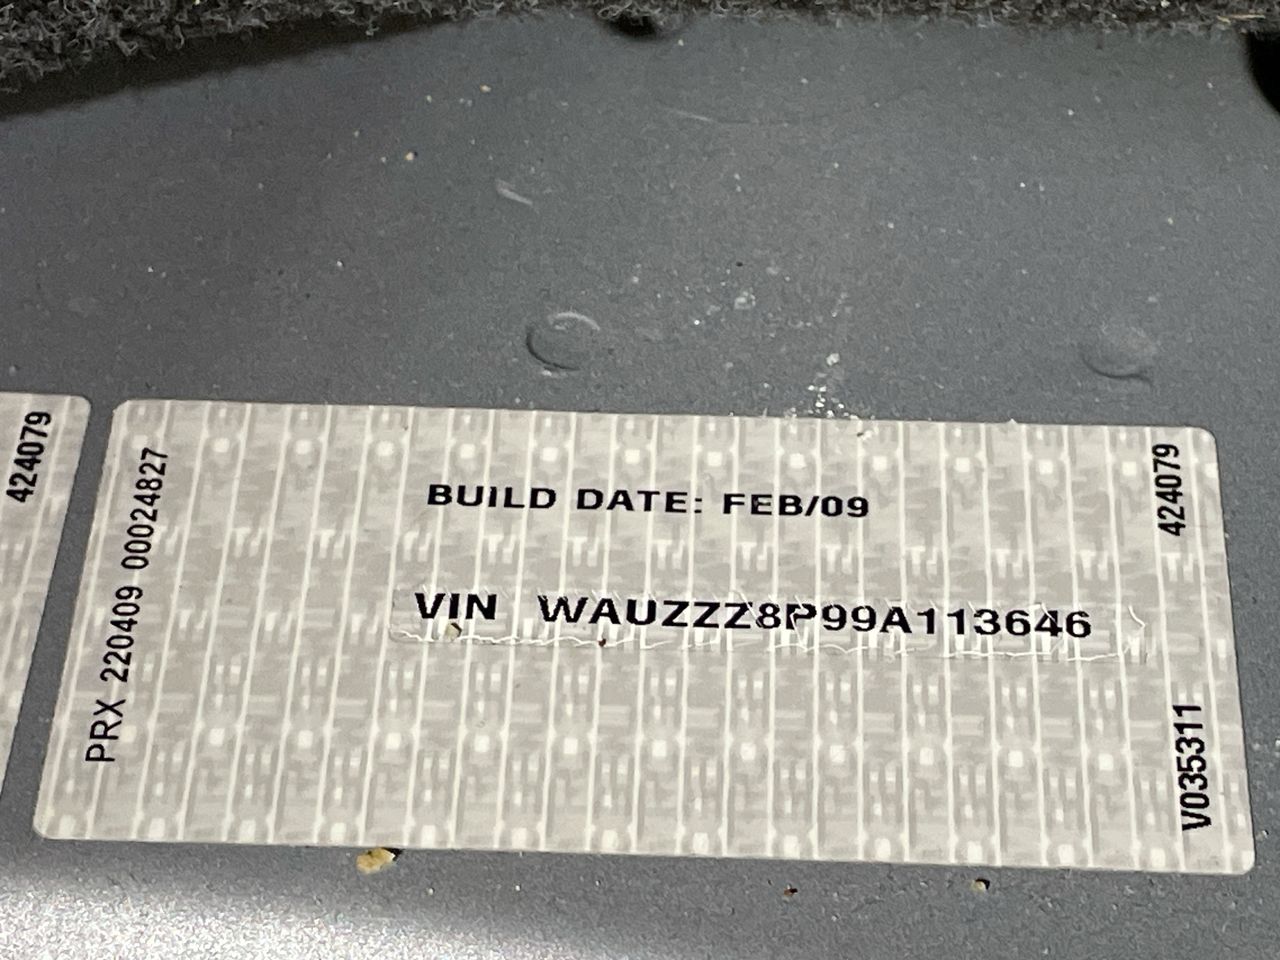 424079
PRX 220409 00024827
BUILD DATE: FEB/09
VIN WAUZZZ8P99A113646
424079
V035311